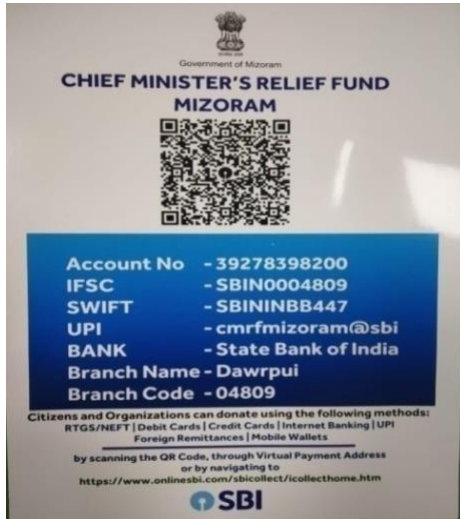 Government of Mizoram
CHIEF MINISTER'S RELIEF FUND
MIZORAM
Account No - 39278398200
IFSC - SBIN0004809
SWIFT - SBININBB447
UPI - cmrfmizoram@sbi
BANK - State Bank of India
Branch Name - Dawrpui
Branch Code - 04809
Citizens and Organizations can donate using the following methods:
RTGS/NEFT | Debit Cards | Credit Cards | Internet Banking | UPI
Foreign Remittances | Mobile Wallets
by scanning the QR Code, through Virtual Payment Address
or by navigating to
https://www.onlinesbi.com/sbicollect/icollecthome.htm
SBI